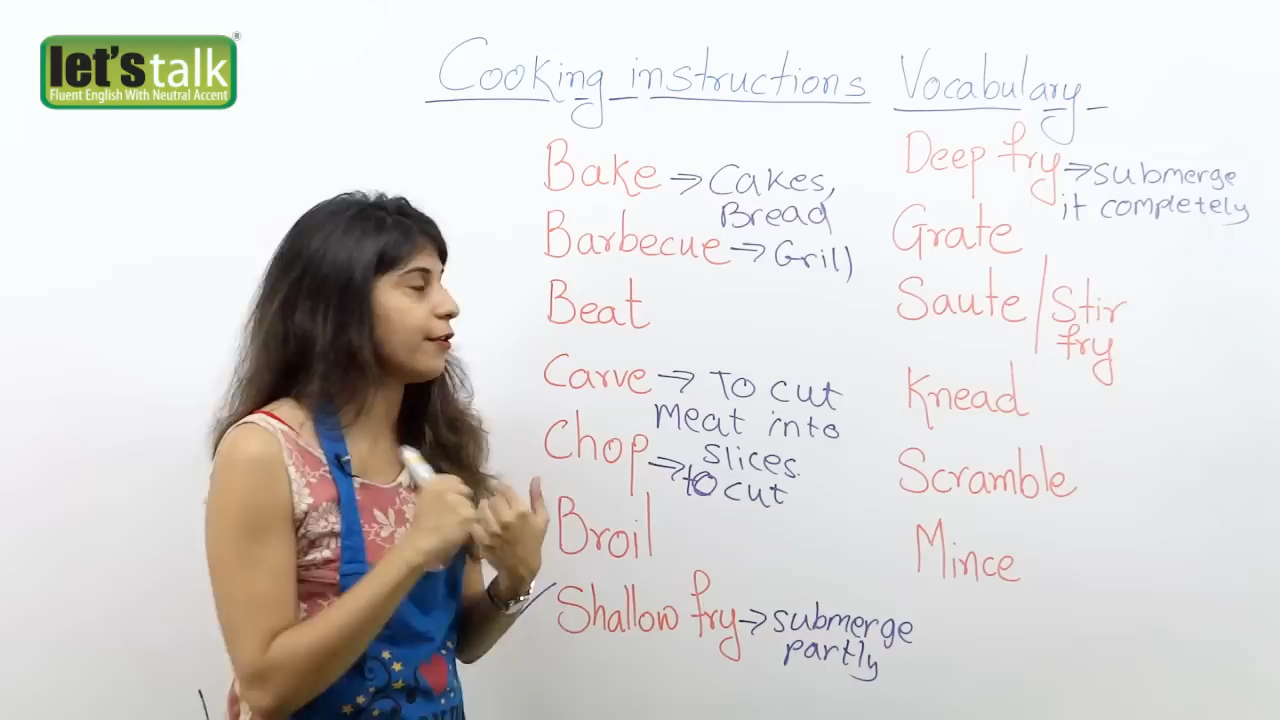 let's talk®
Fluent English With Neutral Accent
Cooking instructions Vocabulary
Bake → Cakes,
Bread
Barbecue → Grill
Beat
Carve → To cut
Meat into
slices.
Chop → to cut
Broil
Shallow fry → submerge
partly
Deep fry → submerge
it completely
Grate
Saute / Stir
fry
Knead
Scramble
Mince